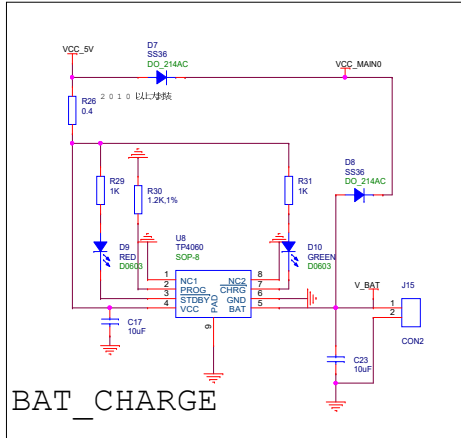 D7
VCC_5V
SS36
DO_214AC
VCC_MAIN0
2010 以上大封装
R26
0.4
D8
SS36
DO_214AC
R29
1K
R30
1.2K,1%
R31
1K
U8
TP4060
SOP-8
D9
RED
D0603
D10
GREEN
D0603
1
2
3
4
NC1
PROG
STDBY
VCC
NC2
CHRG
GND
BAT
8
7
6
5
PAD
9
V_BAT
J15
1
2
CON2
C17
10uF
C23
10uF
BAT_CHARGE